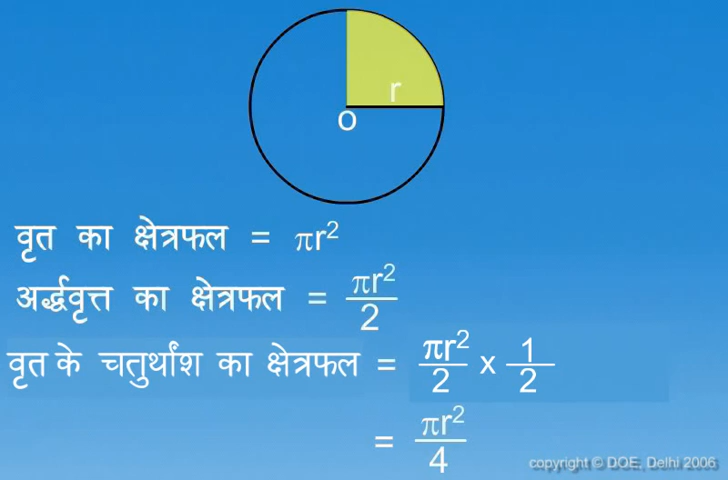 r
O
वृत का क्षेत्रफल = πr²
अर्द्धवृत्त का क्षेत्रफल = πr²/2
वृत के चतुर्थांश का क्षेत्रफल = πr²/2 x 1/2
= πr²/4
copyright © DOE, Delhi 2006